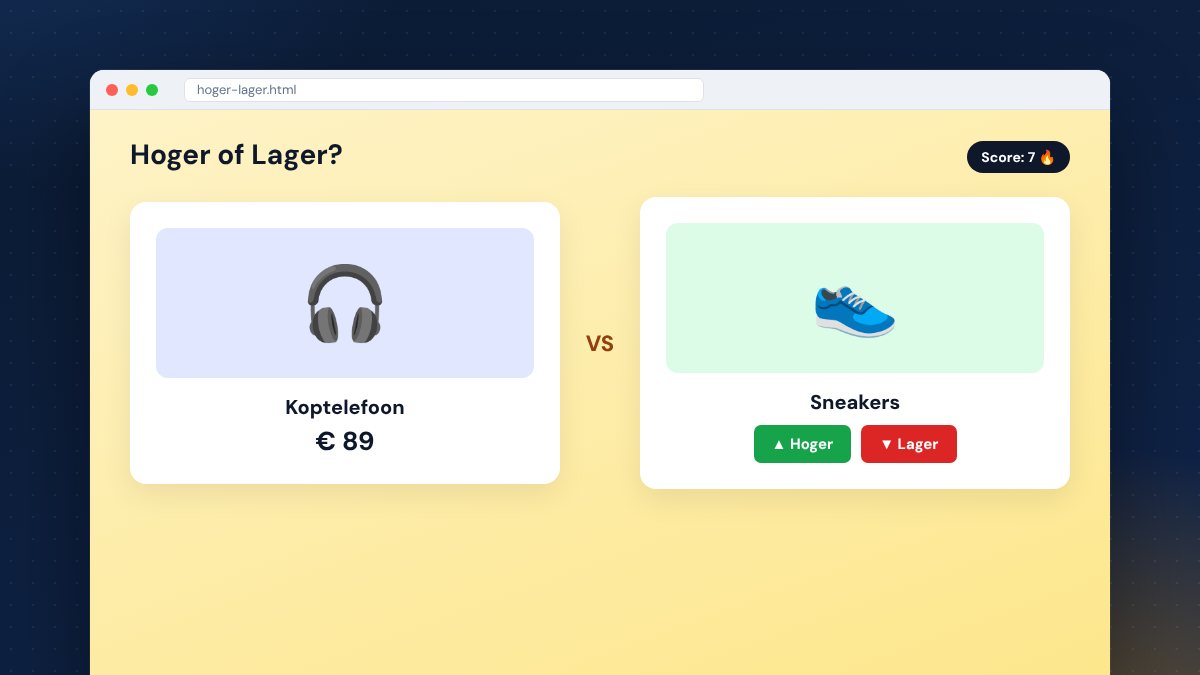 hoger-lager.html
Hoger of Lager?
Score: 7 🔥
Koptelefoon
€ 89
VS
Sneakers
▲ Hoger
▼ Lager